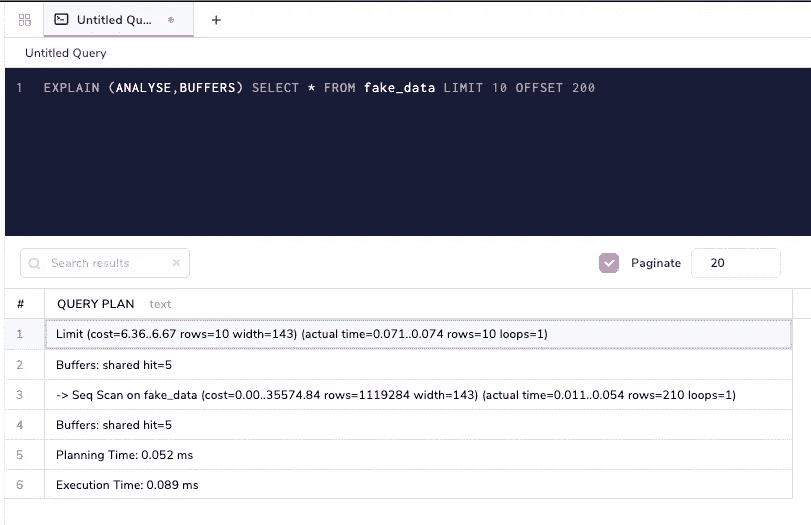 Untitled Qu...
+
Untitled Query
1 EXPLAIN (ANALYSE,BUFFERS) SELECT * FROM fake_data LIMIT 10 OFFSET 200
Search results × Paginate 20
# QUERY PLAN text
1 Limit (cost=6.36..6.67 rows=10 width=143) (actual time=0.071..0.074 rows=10 loops=1)
2 Buffers: shared hit=5
3 -> Seq Scan on fake_data (cost=0.00..35574.84 rows=1119284 width=143) (actual time=0.011..0.054 rows=210 loops=1)
4 Buffers: shared hit=5
5 Planning Time: 0.052 ms
6 Execution Time: 0.089 ms